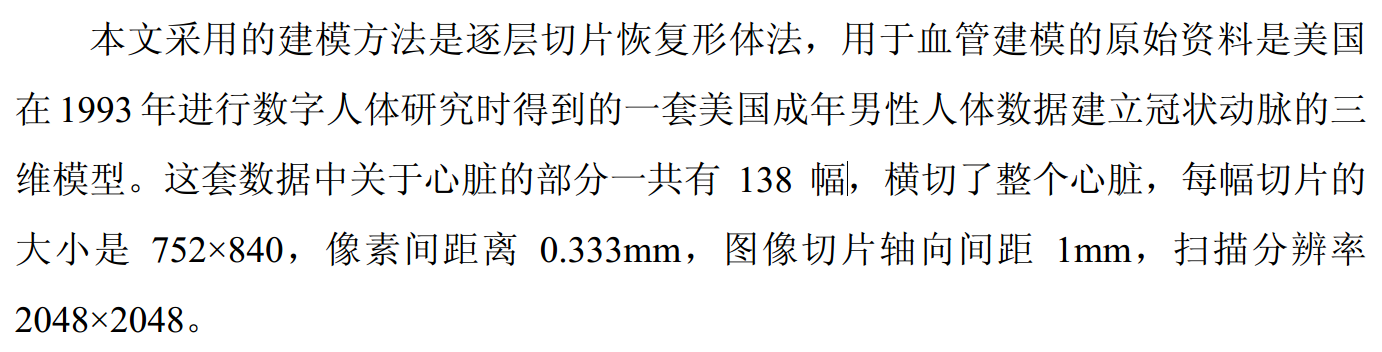 本文采用的建模方法是逐层切片恢复形体法，用于血管建模的原始资料是美国
在 1993 年进行数字人体研究时得到的一套美国成年男性人体数据建立冠状动脉的三
维模型。这套数据中关于心脏的部分一共有 138 幅，横切了整个心脏，每幅切片的
大小是 752×840，像素间距离 0.333mm，图像切片轴向间距 1mm，扫描分辨率
2048×2048。